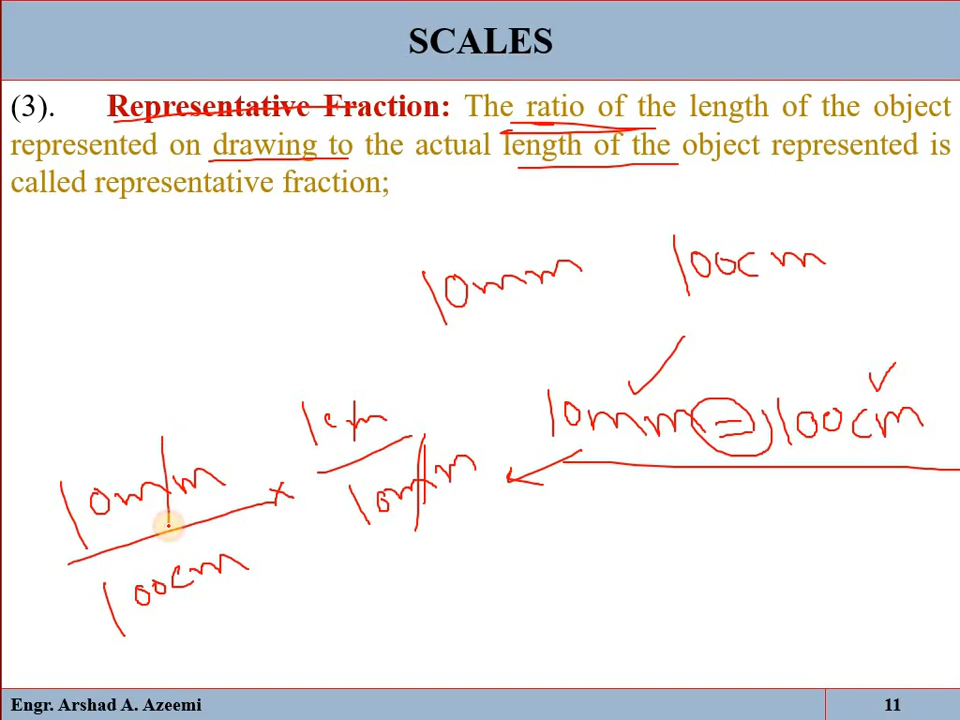 SCALES
(3). Representative Fraction: The ratio of the length of the object
represented on drawing to the actual length of the object represented is
called representative fraction;
10mm 100cm
10mm = 100cm
10mm × 1cm
100cm 10mm
Engr. Arshad A. Azeemi 11